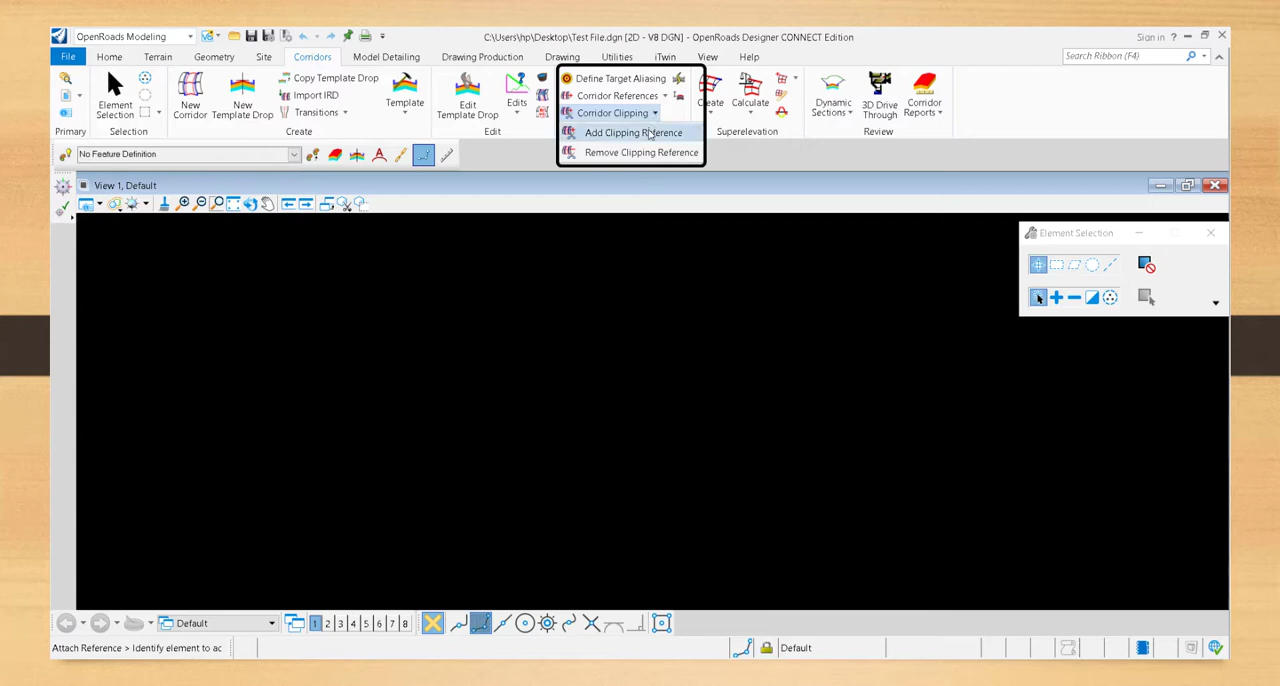 OpenRoads Modeling
C:\Users\hp\Desktop\Test File.dgn [2D - V8 DGN] - OpenRoads Designer CONNECT Edition
Sign in ?
File Home Terrain Geometry Site Corridors Model Detailing Drawing Production Drawing Utilities iTwin View Help
Search Ribbon (F4)
Primary
Element Selection
Selection
New Corridor
New Template Drop
Copy Template Drop
Import IRD
Transitions
Template
Create
Edit Template Drop
Edits
Edit
Define Target Aliasing
Corridor References
Corridor Clipping
Add Clipping Reference
Remove Clipping Reference
Create
Calculate
Superelevation
Dynamic Sections
3D Drive Through
Corridor Reports
Review
No Feature Definition
View 1, Default
Element Selection
Default
1 2 3 4 5 6 7 8
Attach Reference > Identify element to ac
Default